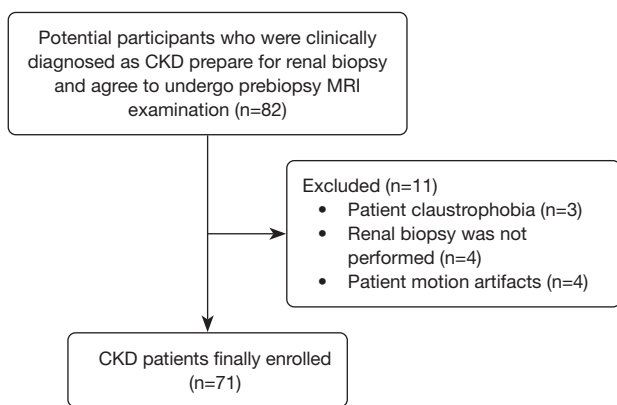 Potential participants who were clinically
diagnosed as CKD prepare for renal biopsy
and agree to undergo prebiopsy MRI
examination (n=82)
Excluded (n=11)
• Patient claustrophobia (n=3)
• Renal biopsy was not
performed (n=4)
• Patient motion artifacts (n=4)
CKD patients finally enrolled
(n=71)